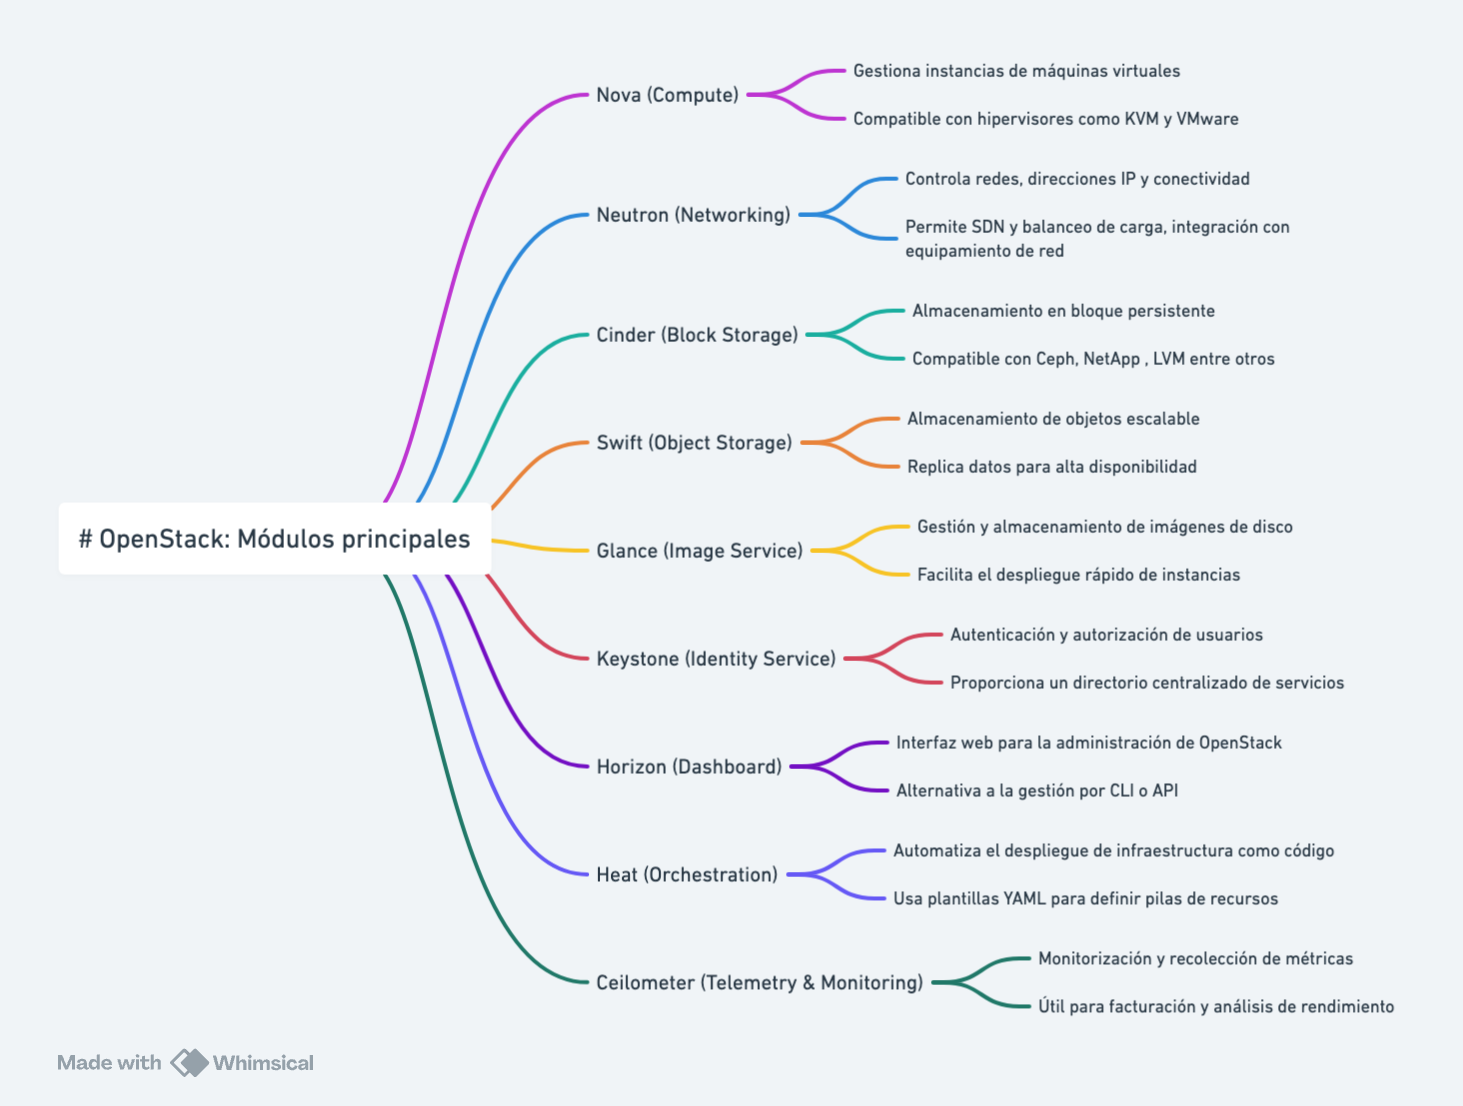 # OpenStack: Módulos principales
Nova (Compute)
Gestiona instancias de máquinas virtuales
Compatible con hipervisores como KVM y VMware
Neutron (Networking)
Controla redes, direcciones IP y conectividad
Permite SDN y balanceo de carga, integración con
equipamiento de red
Cinder (Block Storage)
Almacenamiento en bloque persistente
Compatible con Ceph, NetApp , LVM entre otros
Swift (Object Storage)
Almacenamiento de objetos escalable
Replica datos para alta disponibilidad
Glance (Image Service)
Gestión y almacenamiento de imágenes de disco
Facilita el despliegue rápido de instancias
Keystone (Identity Service)
Autenticación y autorización de usuarios
Proporciona un directorio centralizado de servicios
Horizon (Dashboard)
Interfaz web para la administración de OpenStack
Alternativa a la gestión por CLI o API
Heat (Orchestration)
Automatiza el despliegue de infraestructura como código
Usa plantillas YAML para definir pilas de recursos
Ceilometer (Telemetry & Monitoring)
Monitorización y recolección de métricas
Útil para facturación y análisis de rendimiento
Made with Whimsical